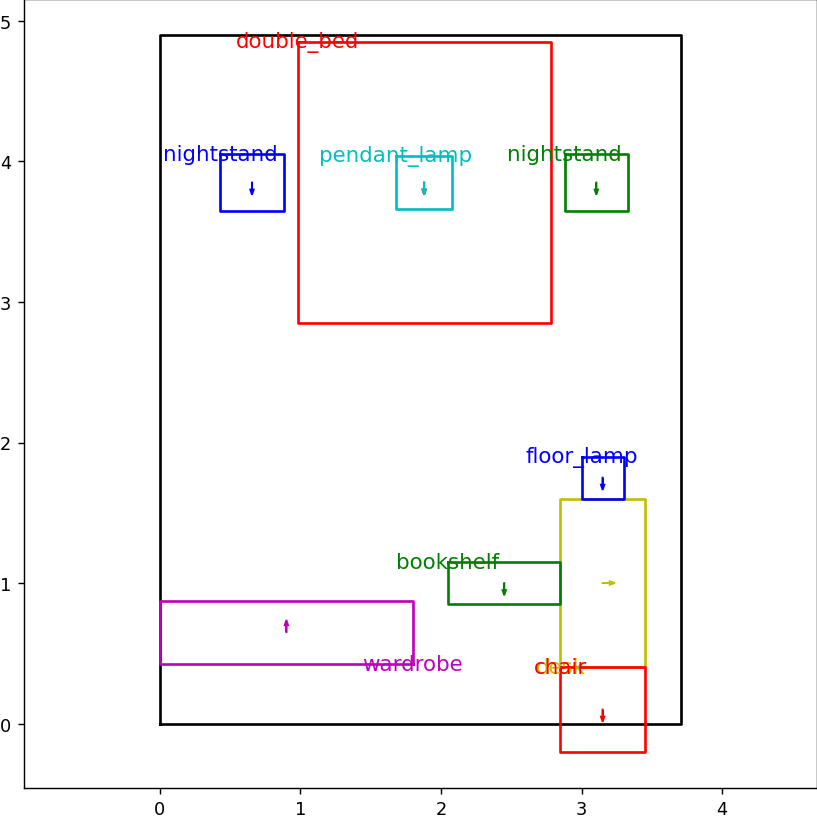 5
double_bed
nightstand
pendant_lamp
nightstand
4
3
2
floor_lamp
bookshelf
1
wardrobe
chair
0
0 1 2 3 4